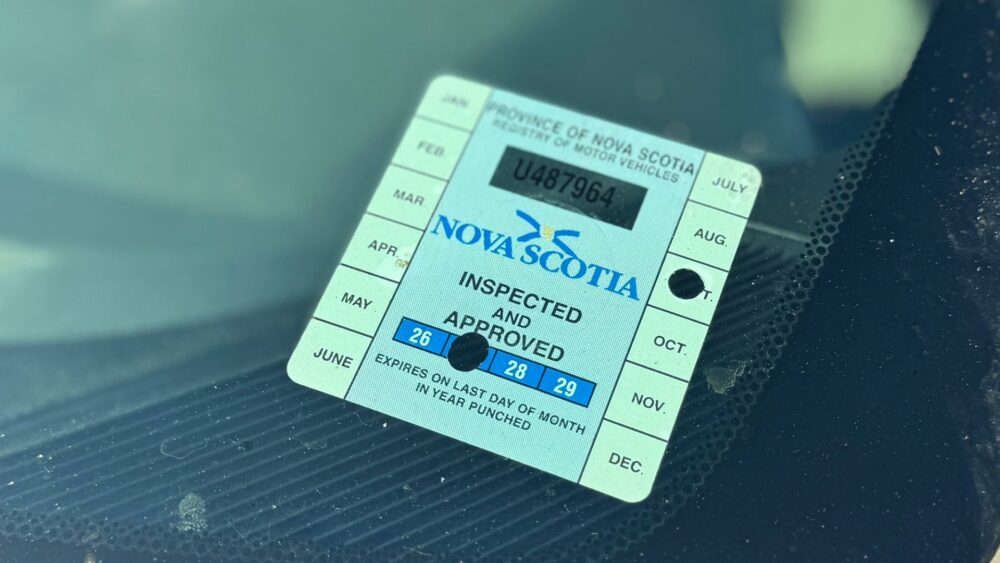 PROVINCE OF NOVA SCOTIA
REGISTRY OF MOTOR VEHICLES
U487964
NOVA SCOTIA
INSPECTED
AND
APPROVED
26 28 29
EXPIRES ON LAST DAY OF MONTH
IN YEAR PUNCHED
JAN.
FEB.
MAR.
APR.
MAY
JUNE
JULY
AUG.
T.
OCT.
NOV.
DEC.